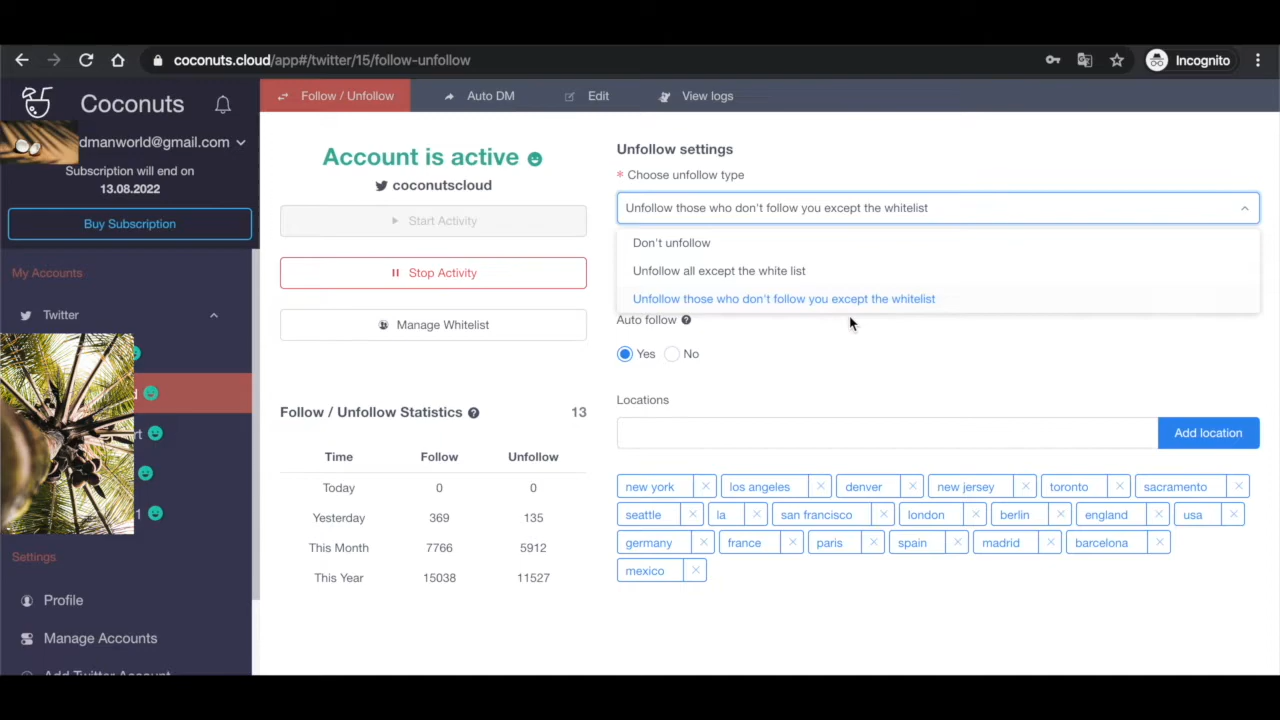 coconuts.cloud/app#/twitter/15/follow-unfollow
Incognito
Coconuts
dmanworld@gmail.com
Subscription will end on
13.08.2022
Buy Subscription
My Accounts
Twitter
d
t
1
Settings
Profile
Manage Accounts
Add Twitter Account
Follow / Unfollow
Auto DM
Edit
View logs
Account is active
coconutscloud
Start Activity
Stop Activity
Manage Whitelist
Follow / Unfollow Statistics 13
Time Follow Unfollow
Today 0 0
Yesterday 369 135
This Month 7766 5912
This Year 15038 11527
Unfollow settings
* Choose unfollow type
Unfollow those who don't follow you except the whitelist
Don't unfollow
Unfollow all except the white list
Unfollow those who don't follow you except the whitelist
Auto follow
Yes No
Locations
Add location
new york los angeles denver new jersey toronto sacramento
seattle la san francisco london berlin england usa
germany france paris spain madrid barcelona
mexico